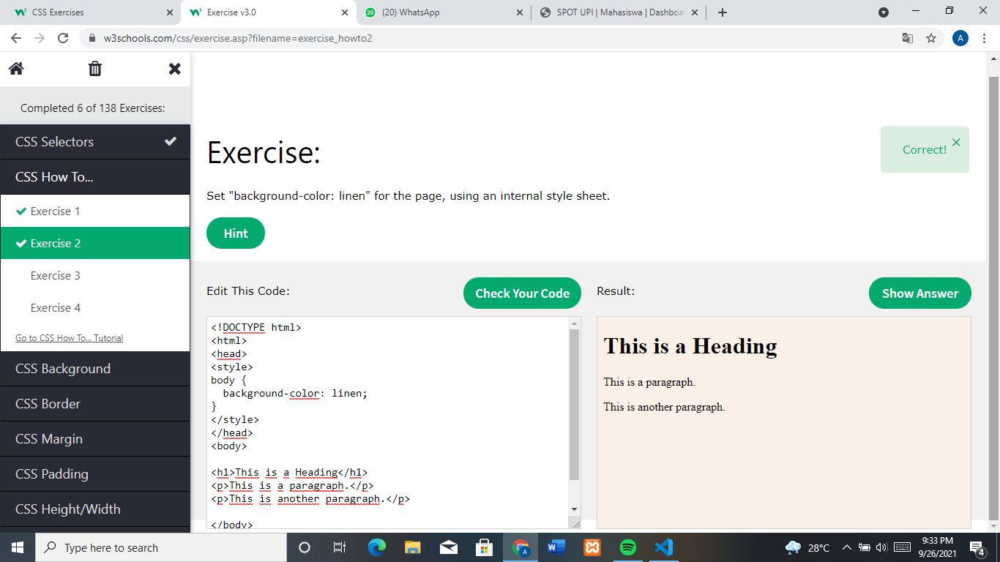 CSS Exercises
Exercise v3.0
20
(20) WhatsApp
SPOT UPI | Mahasiswa | Dashboa
w3schools.com/css/exercise.asp?filename=exercise_howto2
A
Completed 6 of 138 Exercises:
CSS Selectors
CSS How To...
Exercise 1
Exercise 2
Exercise 3
Exercise 4
Go to CSS How To... Tutorial
CSS Background
CSS Border
CSS Margin
CSS Padding
CSS Height/Width
Exercise:
Correct!
Set "background-color: linen" for the page, using an internal style sheet.
Hint
Edit This Code:
Check Your Code
<!DOCTYPE html>
<html>
<head>
<style>
body {
  background-color: linen;
}
</style>
</head>
<body>
<h1>This is a Heading</h1>
<p>This is a paragraph.</p>
<p>This is another paragraph.</p>
</body>
Result:
Show Answer
This is a Heading
This is a paragraph.
This is another paragraph.
Type here to search
A
28°C
9:33 PM
9/26/2021
4